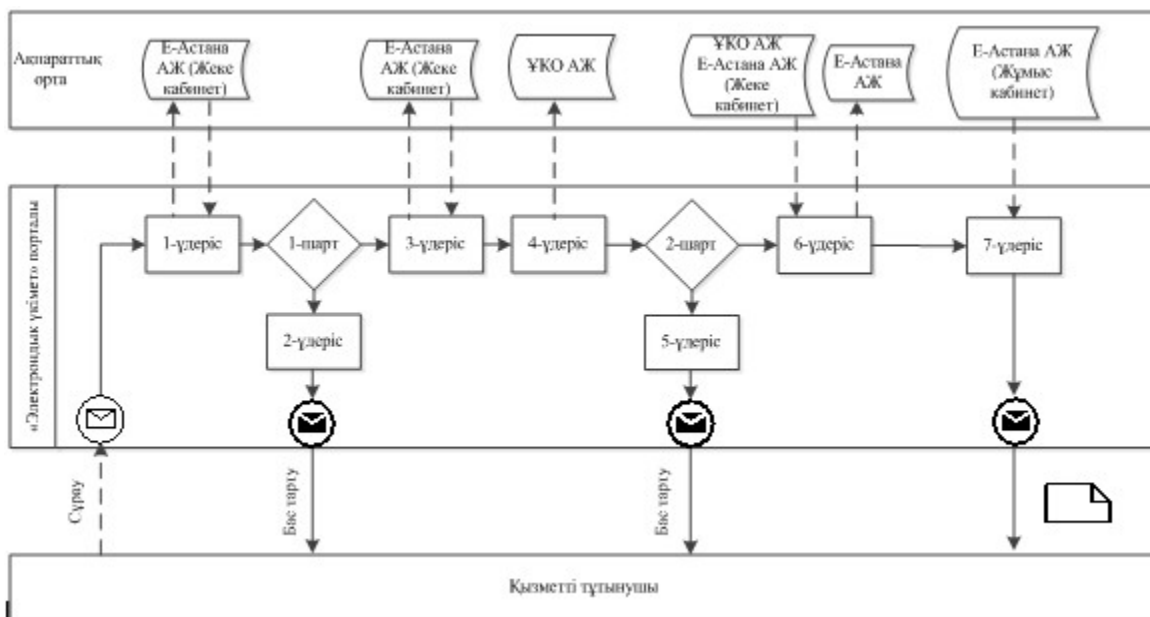 Ақпараттық
орта
Е-Астана
АЖ (Жеке
кабинет)
Е-Астана
АЖ (Жеке
кабинет)
ҰКО АЖ
ҰКО АЖ
Е-Астана АЖ
(Жеке
кабинет)
Е-Астана
АЖ
Е-Астана АЖ
(Жұмыс
кабинет)
«Электрондық үкімет» порталы
1-үдеріс
1-шарт
3-үдеріс
4-үдеріс
2-шарт
6-үдеріс
7-үдеріс
2-үдеріс
5-үдеріс
Сұрау
Бас тарту
Бас тарту
Қызметті тұтынушы